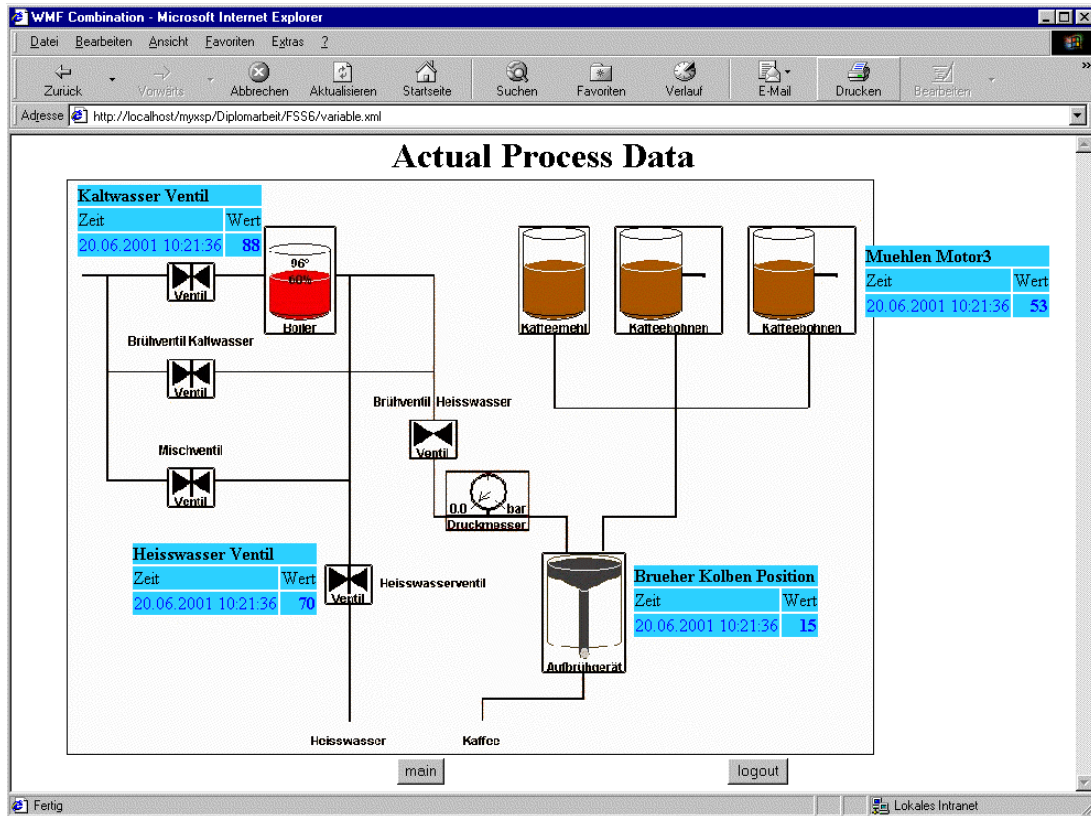 WMF Combination - Microsoft Internet Explorer
Datei Bearbeiten Ansicht Favoriten Extras ?
Zurück Vorwärts Abbrechen Aktualisieren Startseite Suchen Favoriten Verlauf E-Mail Drucken Bearbeiten
Adresse http://localhost/myxsp/Diplomarbeit/FSS6/variable.xml
Actual Process Data
Kaltwasser Ventil
Zeit Wert
20.06.2001 10:21:36 88
Ventil
96°
60%
Boiler
Kaffeemehl
Kaffeebohnen
Kaffeebohnen
Muehlen Motor3
Zeit Wert
20.06.2001 10:21:36 53
Brühventil Kaltwasser
Ventil
Brühventil Heisswasser
Ventil
Mischventil
Ventil
0.0 bar
Druckmesser
Heisswasser Ventil
Zeit Wert
20.06.2001 10:21:36 70
Ventil
Heisswasserventil
Brueher Kolben Position
Zeit Wert
20.06.2001 10:21:36 15
Aufbrühgerät
Heisswasser
Kaffee
main
logout
Fertig
Lokales Intranet